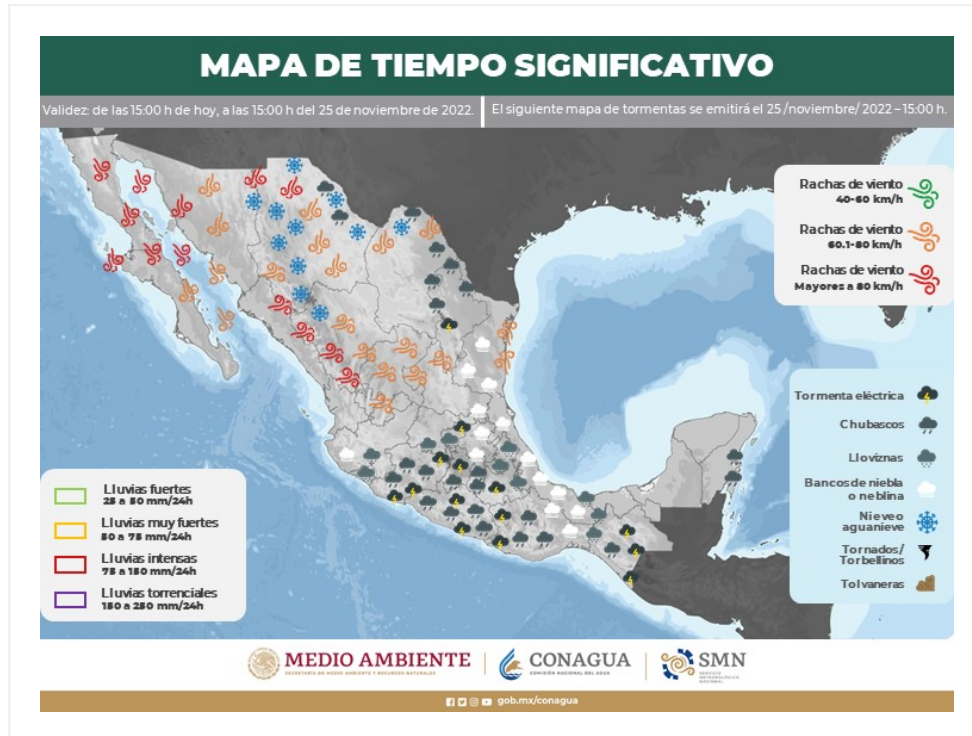 MAPA DE TIEMPO SIGNIFICATIVO
Validez: de las 15:00 h de hoy, a las 15:00 h del 25 de noviembre de 2022.
El siguiente mapa de tormentas se emitirá el 25 /noviembre/ 2022 – 15:00 h.
Rachas de viento
40-60 km/h
Rachas de viento
60.1-80 km/h
Rachas de viento
Mayores a 80 km/h
Tormenta eléctrica
Chubascos
Lloviznas
Bancos de niebla
o neblina
Nieve o
aguanieve
Tornados/
Torbellinos
Tolvaneras
Lluvias fuertes
25 a 50 mm/24h
Lluvias muy fuertes
50 a 75 mm/24h
Lluvias intensas
75 a 150 mm/24h
Lluvias torrenciales
150 a 250 mm/24h
MEDIO AMBIENTE
SECRETARÍA DE MEDIO AMBIENTE Y RECURSOS NATURALES
CONAGUA
COMISIÓN NACIONAL DEL AGUA
SMN
SERVICIO
METEOROLÓGICO
NACIONAL
gob.mx/conagua